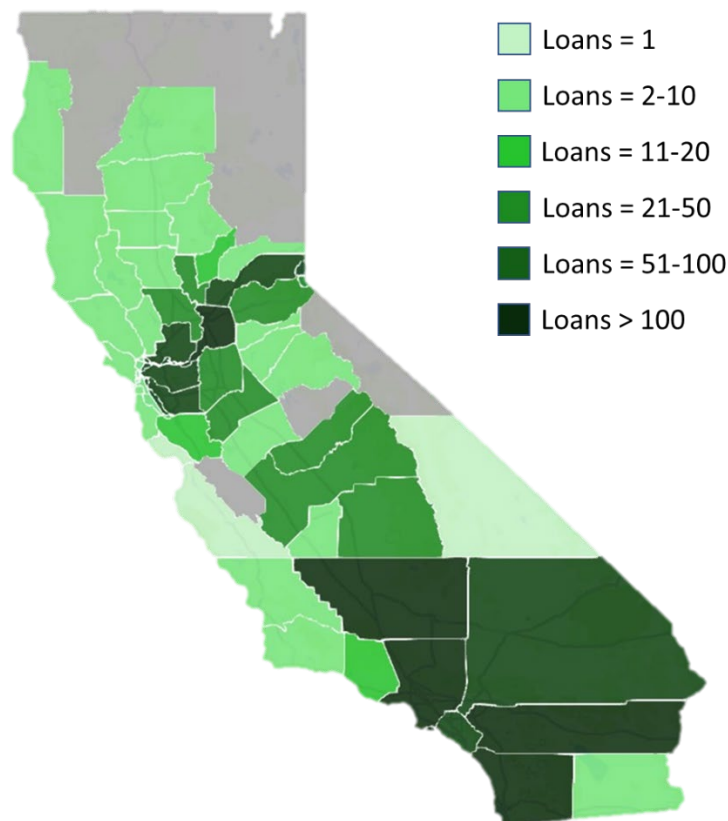 Loans = 1
Loans = 2-10
Loans = 11-20
Loans = 21-50
Loans = 51-100
Loans > 100